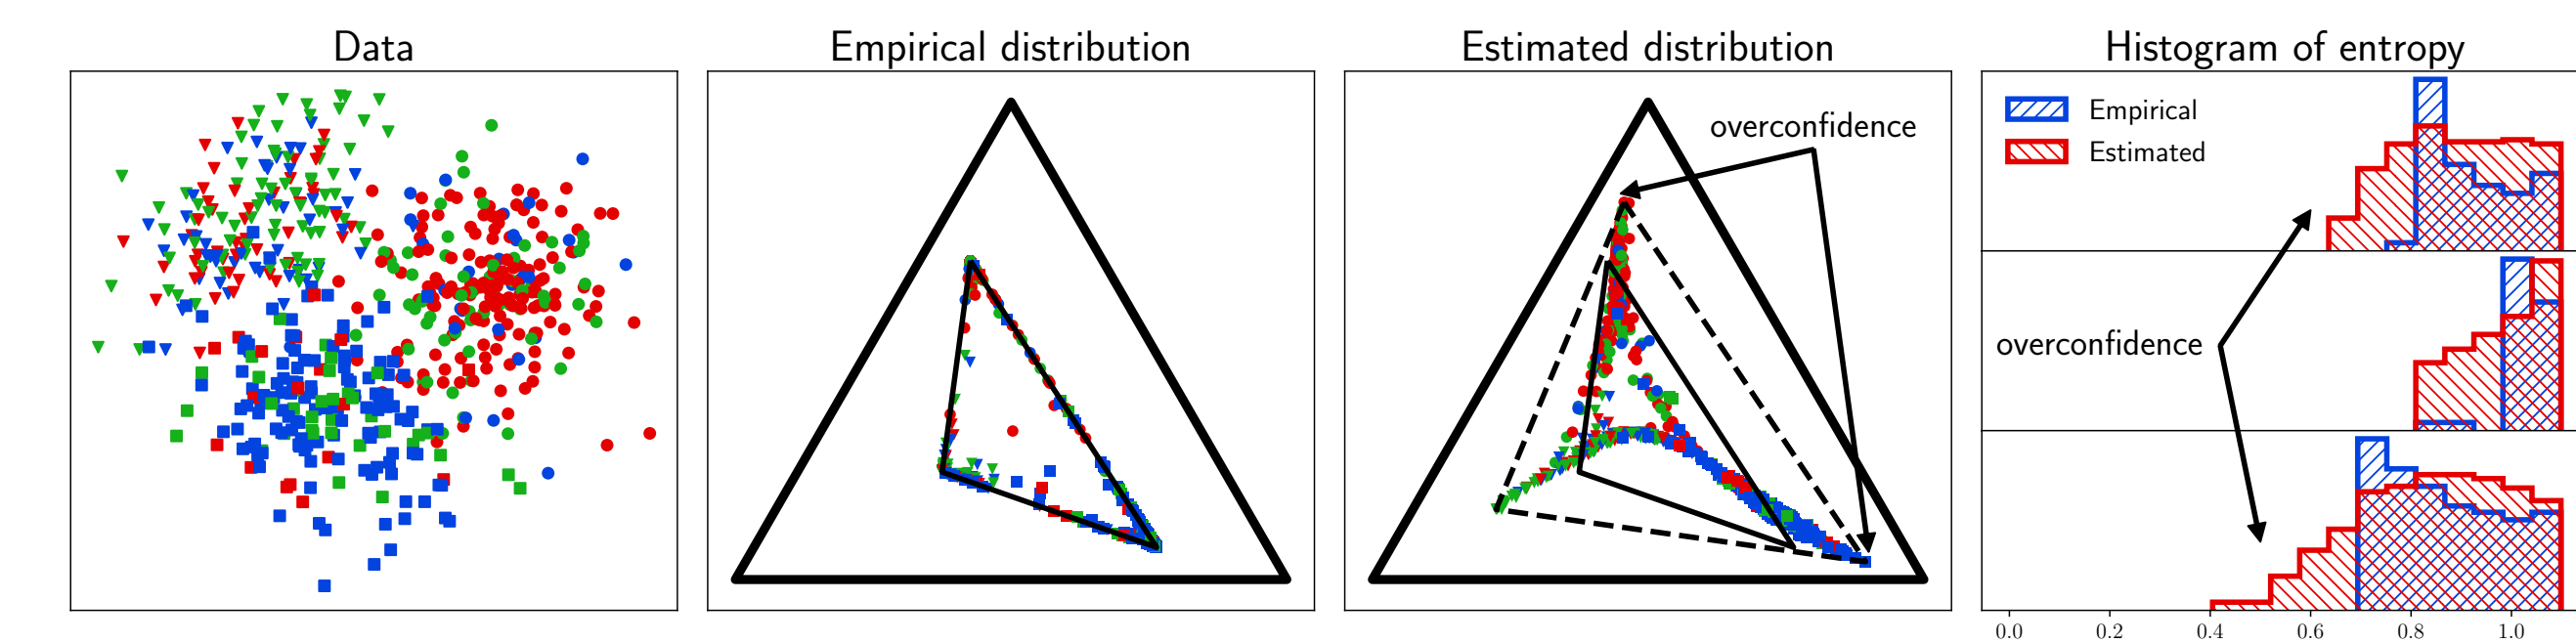 Data
Empirical distribution
Estimated distribution
Histogram of entropy
overconfidence
Empirical
Estimated
overconfidence
0.0 0.2 0.4 0.6 0.8 1.0